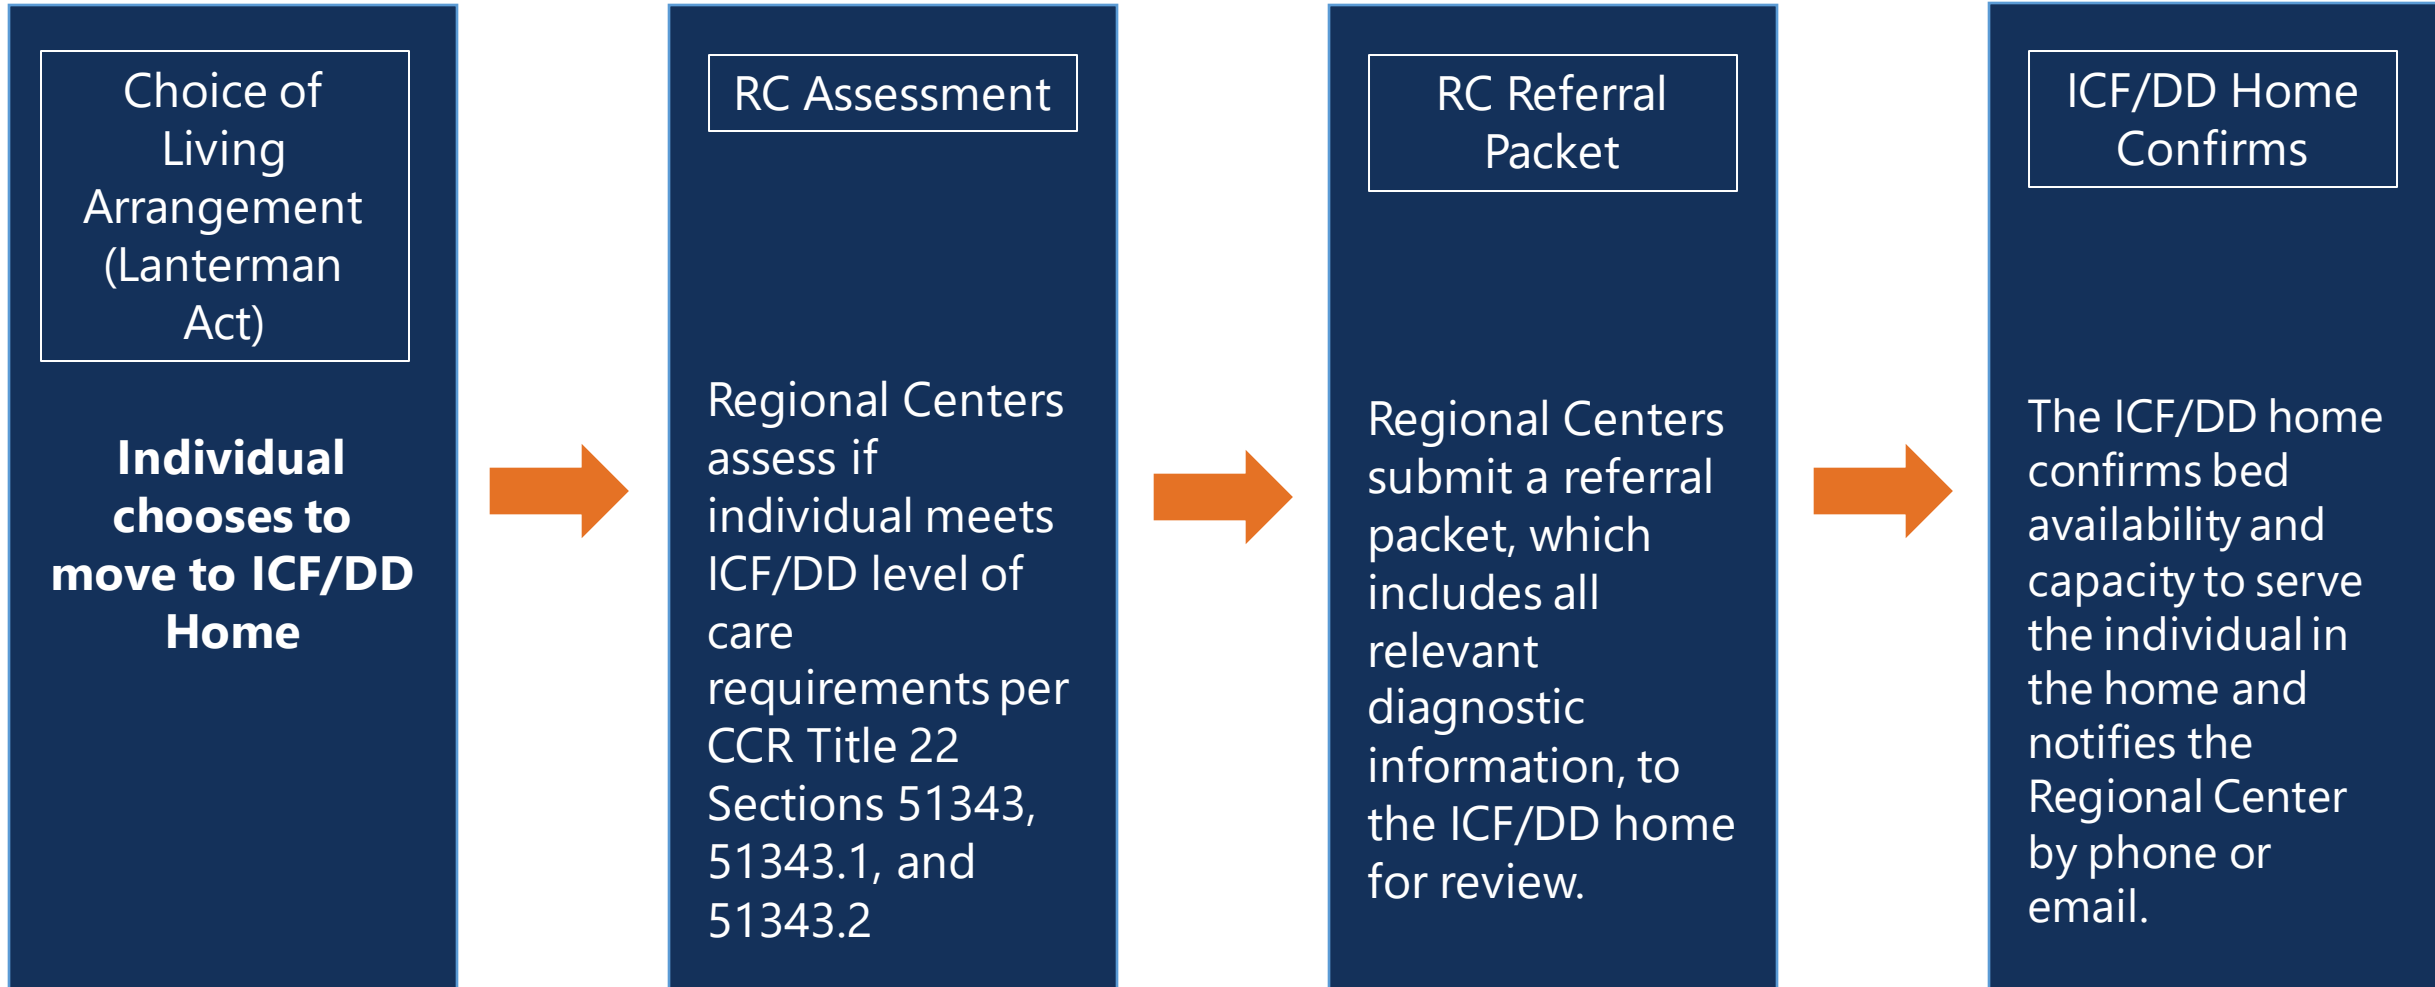 Choice of
Living
Arrangement
(Lanterman
Act)
Individual
chooses to
move to ICF/DD
Home
RC Assessment
Regional Centers
assess if
individual meets
ICF/DD level of
care
requirements per
CCR Title 22
Sections 51343,
51343.1, and
51343.2
RC Referral
Packet
Regional Centers
submit a referral
packet, which
includes all
relevant
diagnostic
information, to
the ICF/DD home
for review.
ICF/DD Home
Confirms
The ICF/DD home
confirms bed
availability and
capacity to serve
the individual in
the home and
notifies the
Regional Center
by phone or
email.